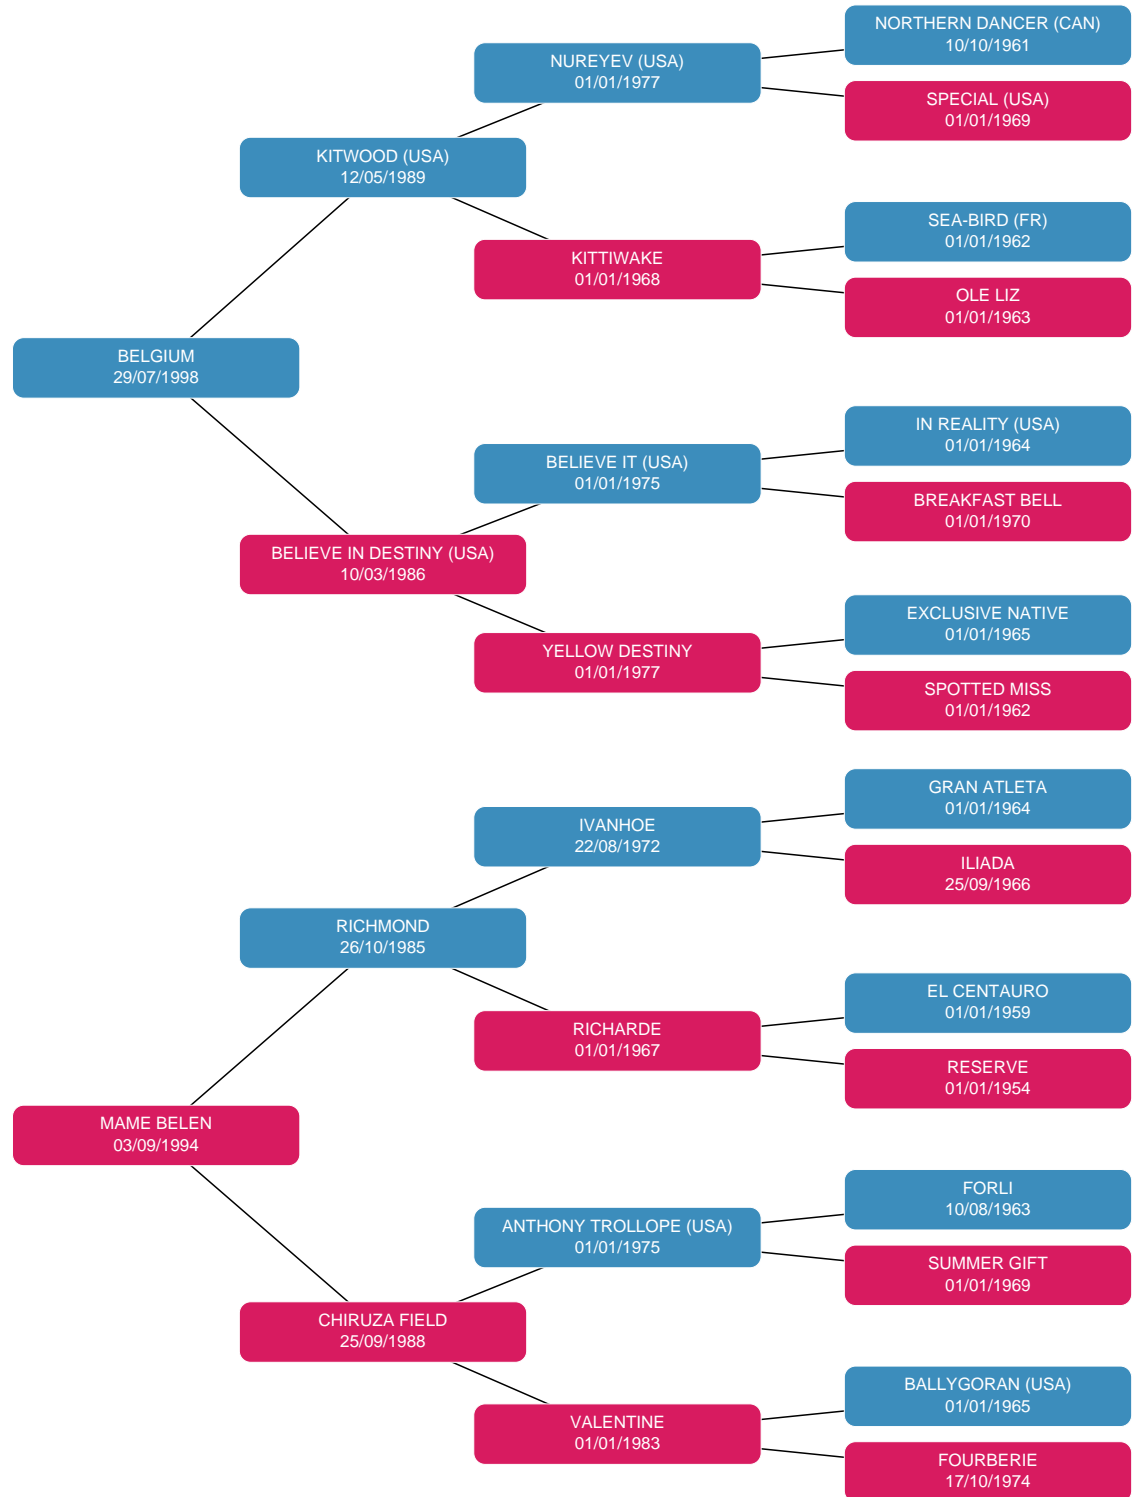 NORTHERN DANCER (CAN)
10/10/1961
NUREYEV (USA)
01/01/1977
SPECIAL (USA)
01/01/1969
KITWOOD (USA)
12/05/1989
SEA-BIRD (FR)
01/01/1962
KITTIWAKE
01/01/1968
OLE LIZ
01/01/1963
BELGIUM
29/07/1998
IN REALITY (USA)
01/01/1964
BELIEVE IT (USA)
01/01/1975
BREAKFAST BELL
01/01/1970
BELIEVE IN DESTINY (USA)
10/03/1986
EXCLUSIVE NATIVE
01/01/1965
YELLOW DESTINY
01/01/1977
SPOTTED MISS
01/01/1962
GRAN ATLETA
01/01/1964
IVANHOE
22/08/1972
ILIADA
25/09/1966
RICHMOND
26/10/1985
EL CENTAURO
01/01/1959
RICHARDE
01/01/1967
RESERVE
01/01/1954
MAME BELEN
03/09/1994
FORLI
10/08/1963
ANTHONY TROLLOPE (USA)
01/01/1975
SUMMER GIFT
01/01/1969
CHIRUZA FIELD
25/09/1988
BALLYGORAN (USA)
01/01/1965
VALENTINE
01/01/1983
FOURBERIE
17/10/1974